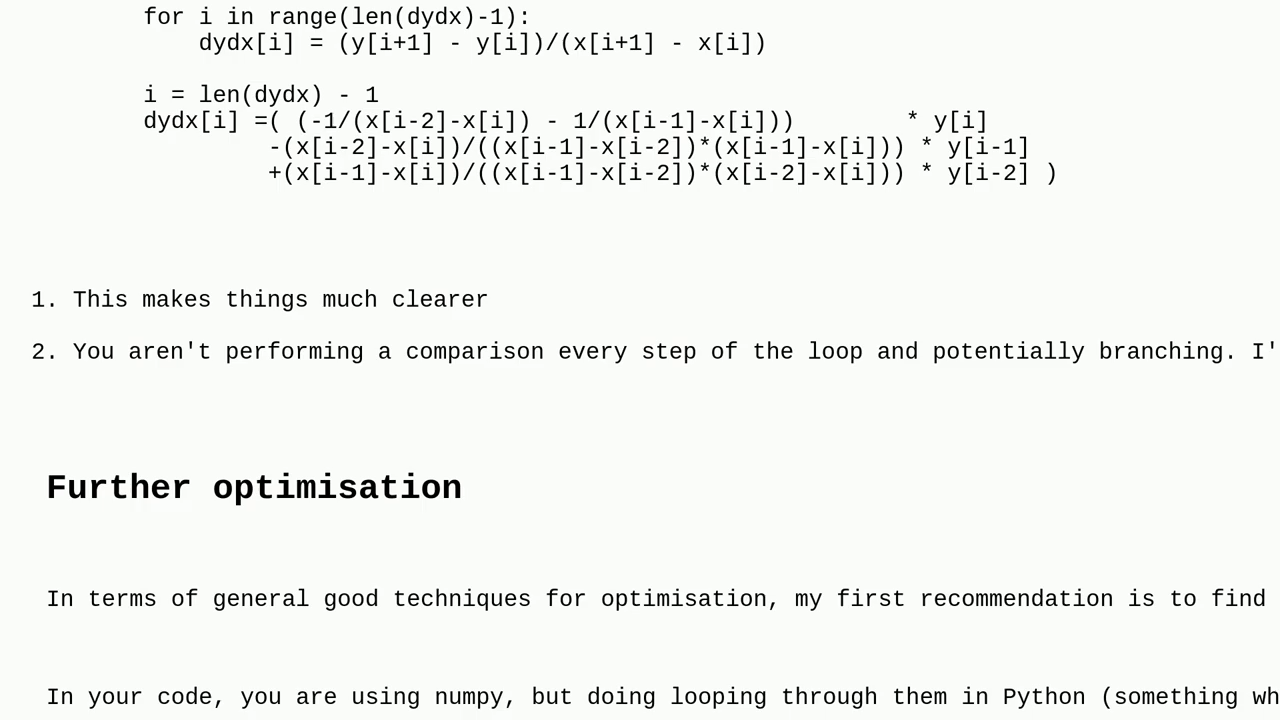 for i in range(len(dydx)-1):
    dydx[i] = (y[i+1] - y[i])/(x[i+1] - x[i])
i = len(dydx) - 1
dydx[i] =( (-1/(x[i-2]-x[i]) - 1/(x[i-1]-x[i]))        * y[i]
         -(x[i-2]-x[i])/((x[i-1]-x[i-2])*(x[i-1]-x[i])) * y[i-1]
         +(x[i-1]-x[i])/((x[i-1]-x[i-2])*(x[i-2]-x[i])) * y[i-2] )
1. This makes things much clearer
2. You aren't performing a comparison every step of the loop and potentially branching. I'
Further optimisation
In terms of general good techniques for optimisation, my first recommendation is to find
In your code, you are using numpy, but doing looping through them in Python (something wh